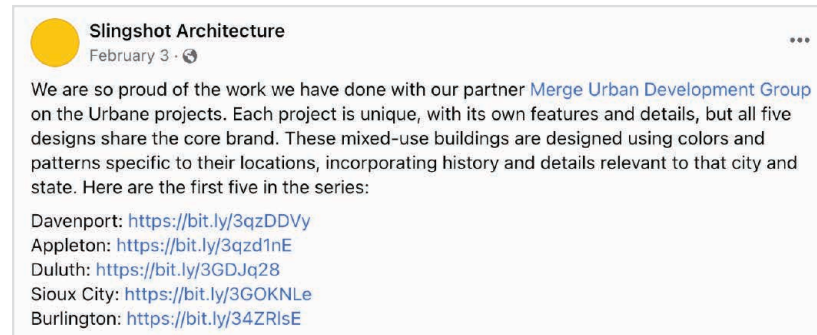 Slingshot Architecture
February 3 ·
We are so proud of the work we have done with our partner Merge Urban Development Group
on the Urbane projects. Each project is unique, with its own features and details, but all five
designs share the core brand. These mixed-use buildings are designed using colors and
patterns specific to their locations, incorporating history and details relevant to that city and
state. Here are the first five in the series:
Davenport: https://bit.ly/3qzDDVy
Appleton: https://bit.ly/3qzd1nE
Duluth: https://bit.ly/3GDJq28
Sioux City: https://bit.ly/3GOKNLe
Burlington: https://bit.ly/34ZRlsE